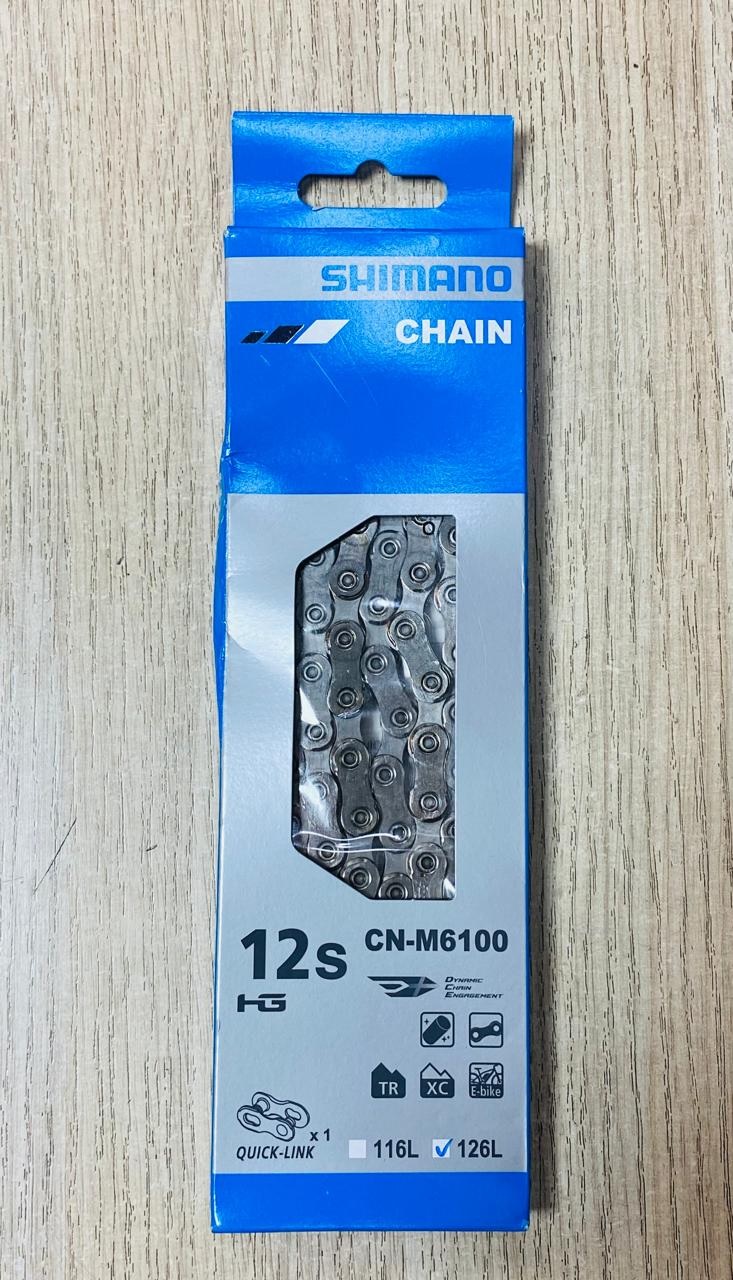 SHIMANO
CHAIN
12s
CN-M6100
HG
DYNAMIC
CHAIN
ENGAGEMENT
TR
XC
E-bike
x 1
QUICK-LINK
116L
126L